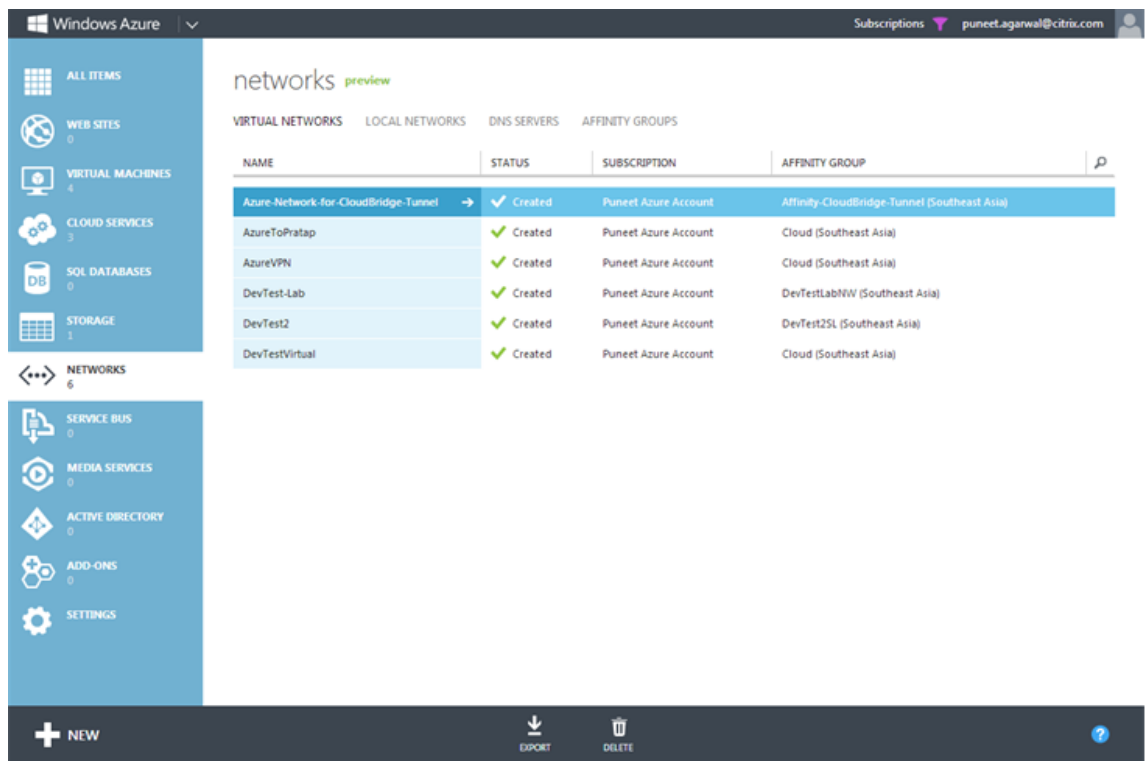 Windows Azure
Subscriptions puneet.agarwal@citrix.com
ALL ITEMS
WEB SITES
0
VIRTUAL MACHINES
4
CLOUD SERVICES
3
SQL DATABASES
0
STORAGE
1
NETWORKS
6
SERVICE BUS
0
MEDIA SERVICES
0
ACTIVE DIRECTORY
0
ADD-ONS
0
SETTINGS
networks preview
VIRTUAL NETWORKS LOCAL NETWORKS DNS SERVERS AFFINITY GROUPS
NAME STATUS SUBSCRIPTION AFFINITY GROUP
Azure-Network-for-CloudBridge-Tunnel Created Puneet Azure Account Affinity-CloudBridge-Tunnel (Southeast Asia)
AzureToPratap Created Puneet Azure Account Cloud (Southeast Asia)
AzureVPN Created Puneet Azure Account Cloud (Southeast Asia)
DevTest-Lab Created Puneet Azure Account DevTestLabNW (Southeast Asia)
DevTest2 Created Puneet Azure Account DevTest2SL (Southeast Asia)
DevTestVirtual Created Puneet Azure Account Cloud (Southeast Asia)
NEW
EXPORT
DELETE
?
DB